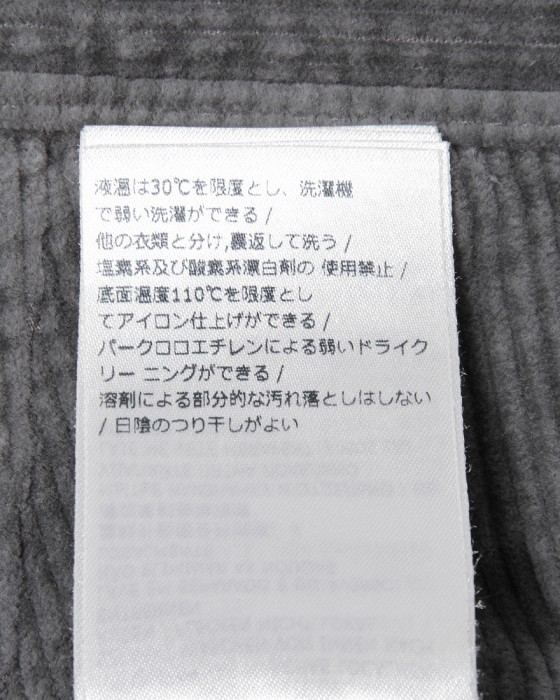 液温は30℃を限度とし、洗濯機
で弱い洗濯ができる /
他の衣類と分け,裏返して洗う /
塩素系及び酸素系漂白剤の 使用禁止 /
底面温度110℃を限度とし
てアイロン仕上げができる /
パークロロエチレンによる弱いドライク
リー ニングができる /
溶剤による部分的な汚れ落としはしない
/ 日陰のつり干しがよい